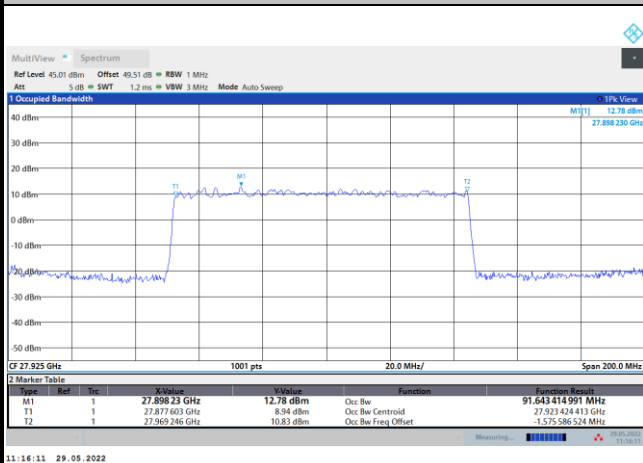 MultiView Spectrum
Ref Level 45.01 dBm Offset 49.51 dB RBW 1 MHz
Att 5 dB SWT 1.2 ms VBW 3 MHz Mode Auto Sweep
1 Occupied Bandwidth 1Pk View
M1[1] 12.78 dBm
27.898 230 GHz
40 dBm
30 dBm
20 dBm
M1
T1
T2
10 dBm
0 dBm
-10 dBm
-20 dBm
-30 dBm
-40 dBm
-50 dBm
CF 27.925 GHz 1001 pts 20.0 MHz/ Span 200.0 MHz
2 Marker Table
Type Ref Trc X-Value Y-Value Function Function Result
M1 1 27.898 23 GHz 12.78 dBm Occ Bw 91.643 414 991 MHz
T1 1 27.877 603 GHz 8.94 dBm Occ Bw Centroid 27.923 424 413 GHz
T2 1 27.969 246 GHz 10.83 dBm Occ Bw Freq Offset -1.575 586 524 MHz
Measuring... 29.05.2022
11:16:11
11:16:11 29.05.2022